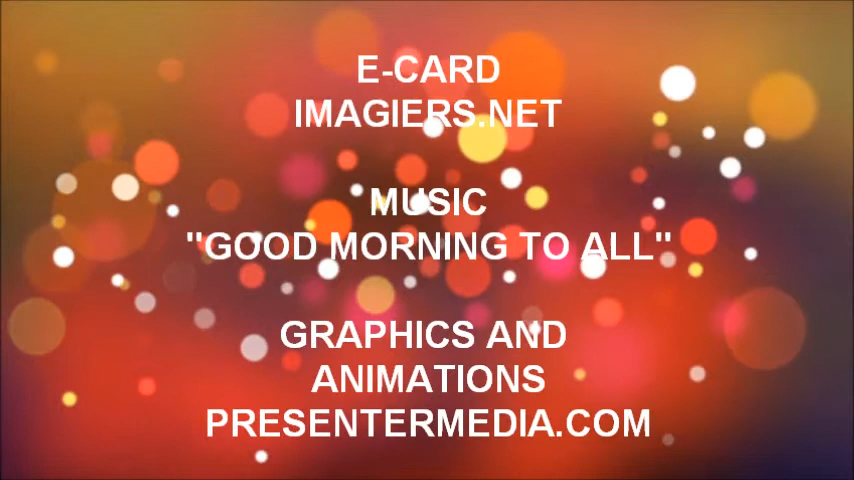 E-CARD
IMAGIERS.NET
MUSIC
"GOOD MORNING TO ALL"
GRAPHICS AND
ANIMATIONS
PRESENTERMEDIA.COM